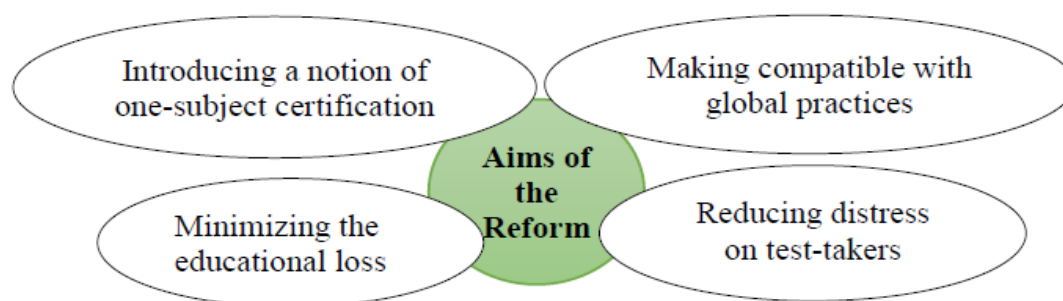 Introducing a notion of
one-subject certification
Making compatible with
global practices
Aims of
the
Reform
Minimizing the
educational loss
Reducing distress
on test-takers